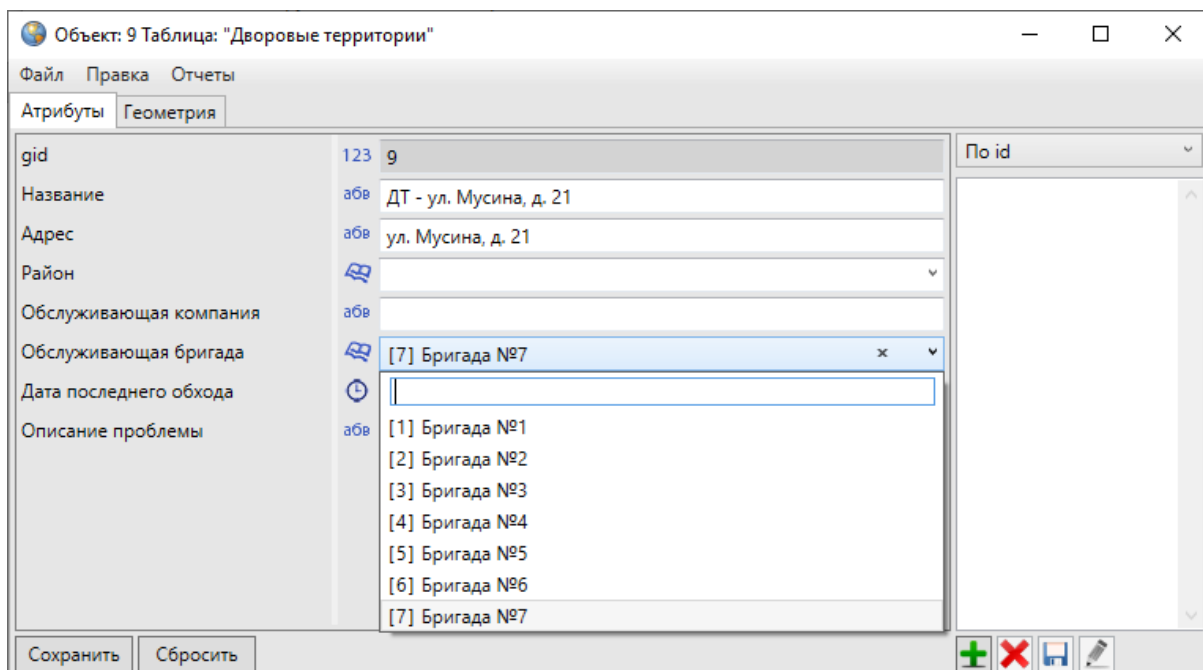 Объект: 9 Таблица: "Дворовые территории"
Файл Правка Отчеты
Атрибуты Геометрия
gid 123 9
По id
Название абв ДТ - ул. Мусина, д. 21
Адрес абв ул. Мусина, д. 21
Район
Обслуживающая компания абв
Обслуживающая бригада [7] Бригада №7
Дата последнего обхода
Описание проблемы абв
[1] Бригада №1
[2] Бригада №2
[3] Бригада №3
[4] Бригада №4
[5] Бригада №5
[6] Бригада №6
[7] Бригада №7
Сохранить Сбросить